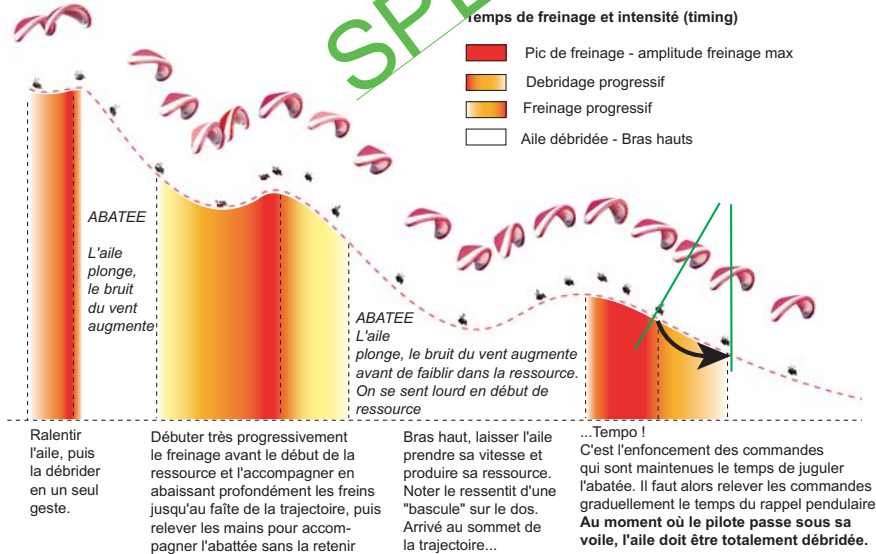 SPE
Temps de freinage et intensité (timing)
Pic de freinage - amplitude freinage max
Debridage progressif
Freinage progressif
Aile débridée - Bras hauts
ABATEE
L'aile
plonge,
le bruit
du vent
augmente
ABATEE
L'aile
plonge, le bruit du vent augmente
avant de faiblir dans la ressource.
On se sent lourd en début de
ressource
Ralentir
l'aile, puis
la débrider
en un seul
geste.
Débuter très progressivement
le freinage avant le début de la
ressource et l'accompagner en
abaissant profondément les freins
jusqu'au faîte de la trajectoire, puis
relever les mains pour accom-
pagner l'abattée sans la retenir
Bras haut, laisser l'aile
prendre sa vitesse et
produire sa ressource.
Noter le ressentit d'une
"bascule" sur le dos.
Arrivé au sommet de
la trajectoire...
...Tempo !
C'est l'enfoncement des commandes
qui sont maintenues le temps de juguler
l'abatée. Il faut alors relever les commandes
graduellement le temps du rappel pendulaire
Au moment où le pilote passe sous sa
voile, l'aile doit être totalement débridée.